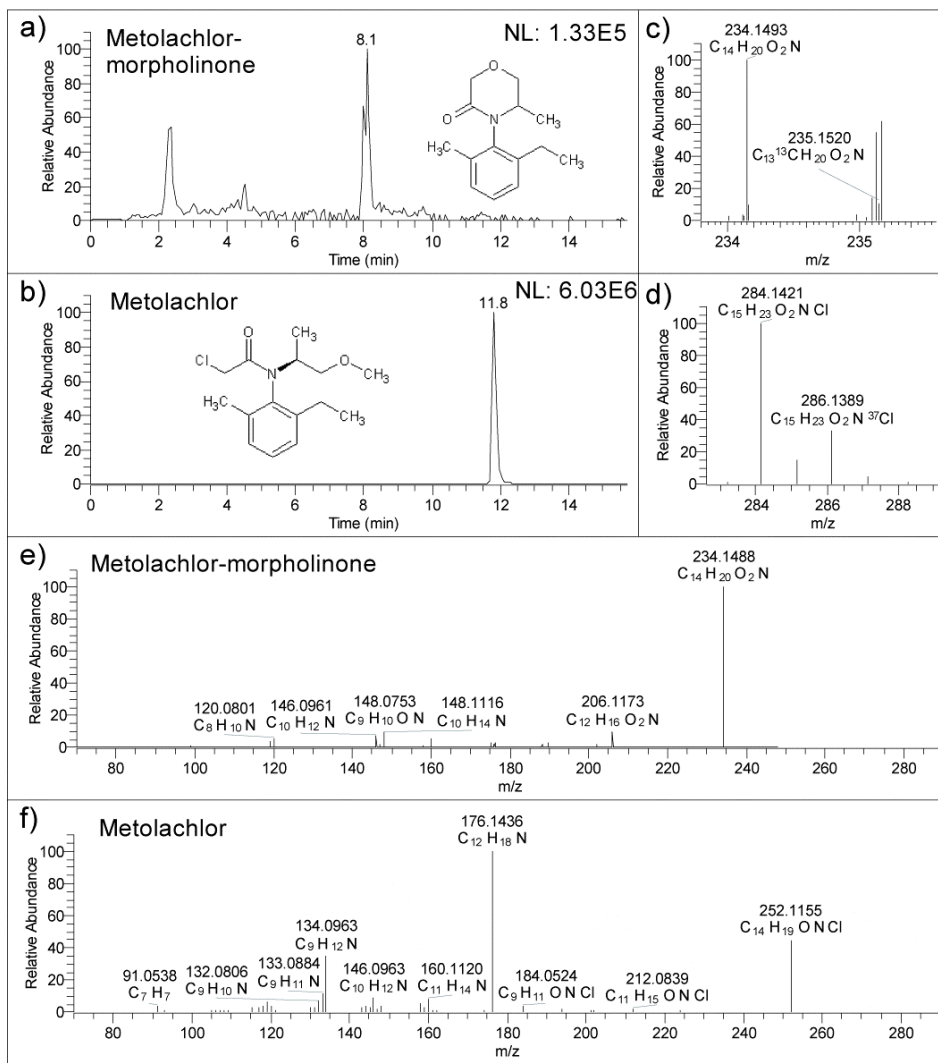 a)
Metolachlor-
morpholinone
NL: 1.33E5
8.1
O
O
N
CH₃
H₃C
CH₃
Relative Abundance
100
80
60
40
20
0
0 2 4 6 8 10 12 14
Time (min)
c)
234.1493
C₁₄ H₂₀ O₂ N
235.1520
C₁₃ ¹³CH₂₀ O₂ N
Relative Abundance
100
80
60
40
20
0
234 235
m/z
b)
Metolachlor
NL: 6.03E6
11.8
O
CH₃
Cl
N
O
CH₃
H₃C
CH₃
Relative Abundance
100
80
60
40
20
0
0 2 4 6 8 10 12 14
Time (min)
d)
284.1421
C₁₅ H₂₃ O₂ N Cl
286.1389
C₁₅ H₂₃ O₂ N ³⁷Cl
Relative Abundance
100
80
60
40
20
0
284 286 288
m/z
e)
Metolachlor-morpholinone
234.1488
C₁₄ H₂₀ O₂ N
120.0801
C₈ H₁₀ N
146.0961
C₁₀ H₁₂ N
148.0753
C₉ H₁₀ O N
148.1116
C₁₀ H₁₄ N
206.1173
C₁₂ H₁₆ O₂ N
Relative Abundance
100
80
60
40
20
0
80 100 120 140 160 180 200 220 240 260 280
m/z
f)
Metolachlor
176.1436
C₁₂ H₁₈ N
252.1155
C₁₄ H₁₉ O N Cl
134.0963
C₉ H₁₂ N
91.0538
C₇ H₇
132.0806
C₉ H₁₀ N
133.0884
C₉ H₁₁ N
146.0963
C₁₀ H₁₂ N
160.1120
C₁₁ H₁₄ N
184.0524
C₉ H₁₁ O N Cl
212.0839
C₁₁ H₁₅ O N Cl
Relative Abundance
100
80
60
40
20
0
80 100 120 140 160 180 200 220 240 260 280
m/z